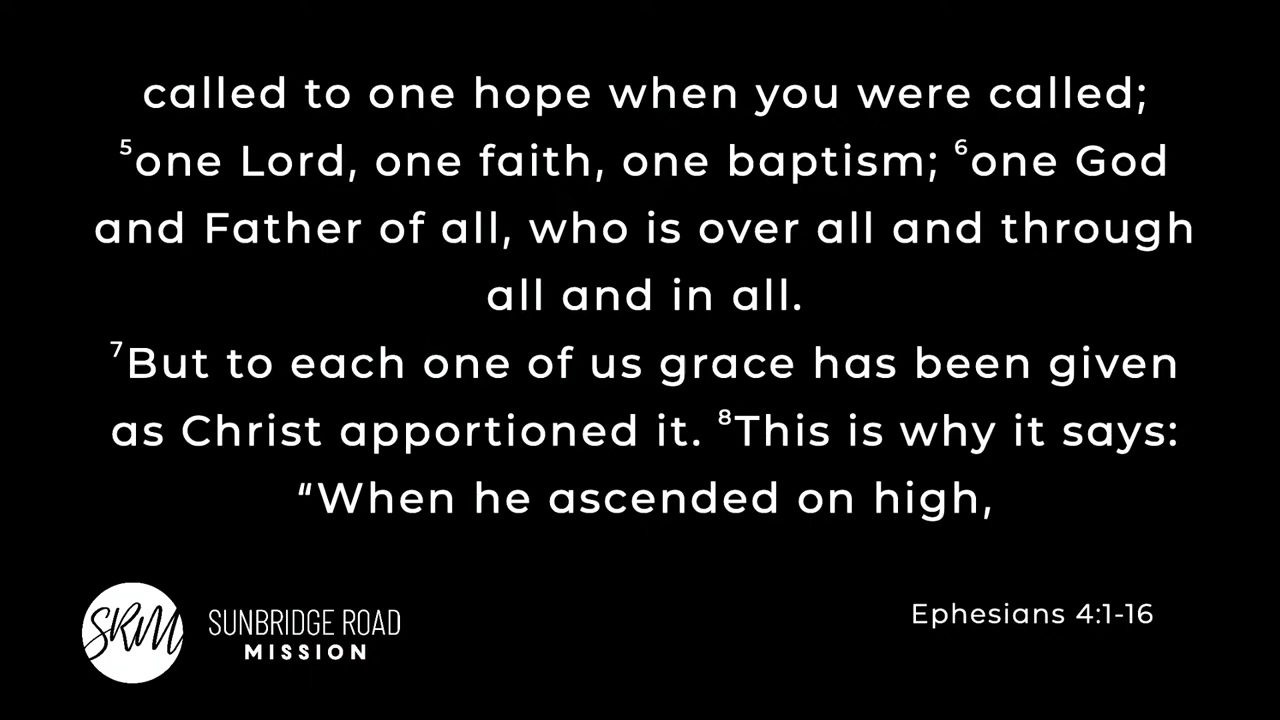 called to one hope when you were called;
⁵one Lord, one faith, one baptism; ⁶one God
and Father of all, who is over all and through
all and in all.
⁷But to each one of us grace has been given
as Christ apportioned it. ⁸This is why it says:
“When he ascended on high,
SRM
SUNBRIDGE ROAD
MISSION
Ephesians 4:1-16